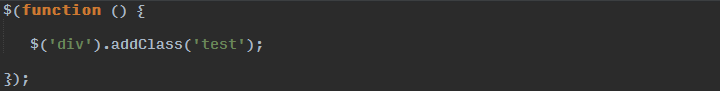 $(function () {
$('div').addClass('test');
});